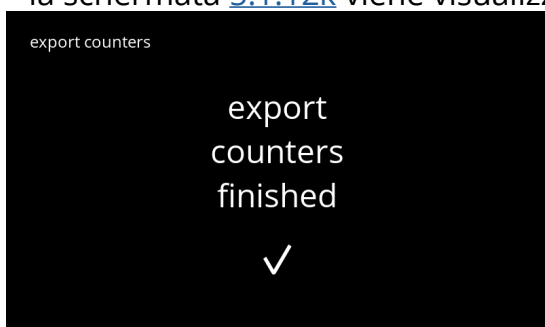 la schermata 5.1.12k viene visualizz
export counters
export
counters
finished